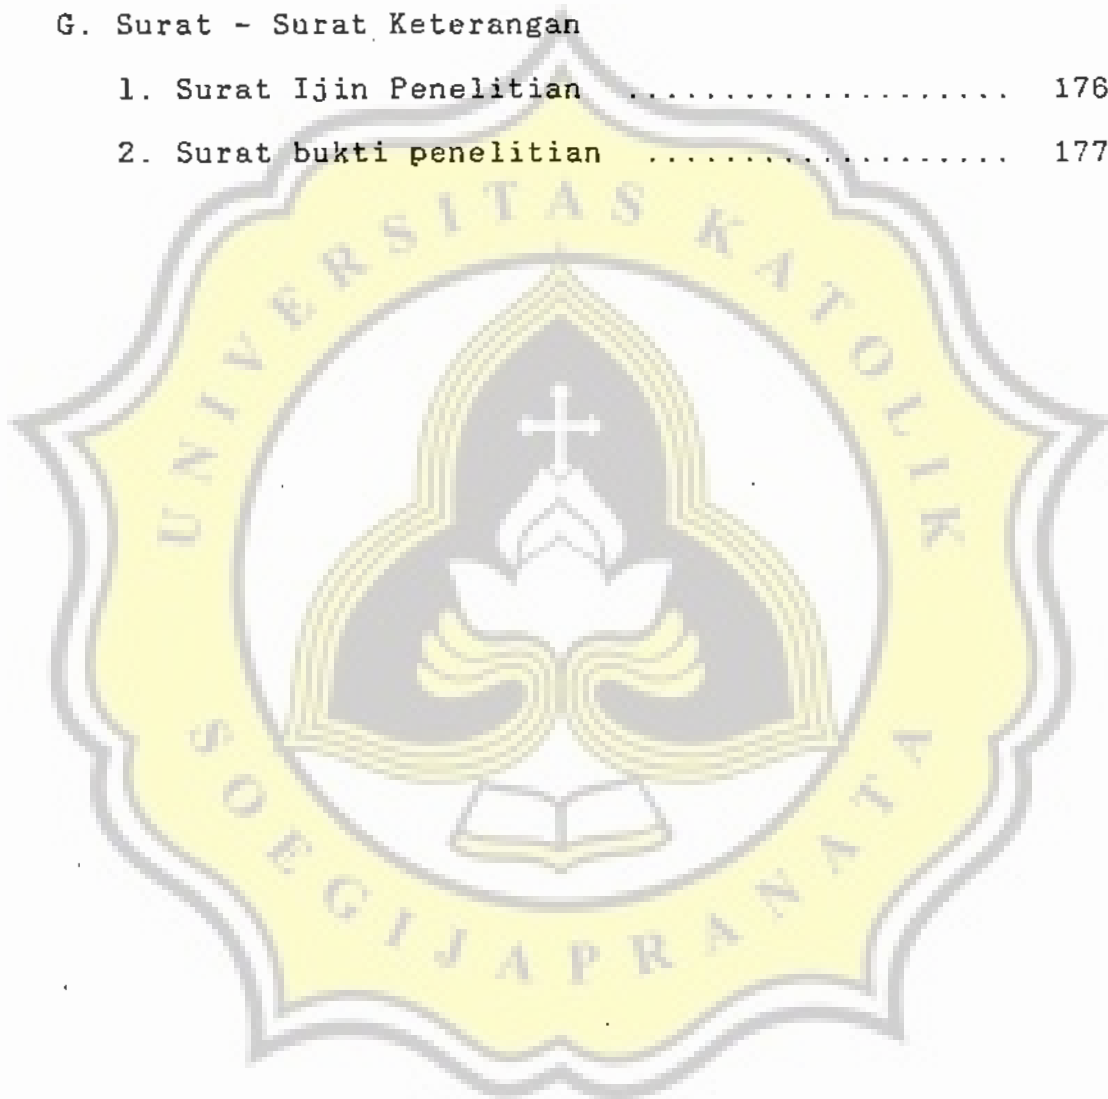 G. Surat - Surat Keterangan
1. Surat Ijin Penelitian .................... 176
2. Surat bukti penelitian .................. 177
UNIVERSITAS KATOLIK
SOEGIJAPRANATA